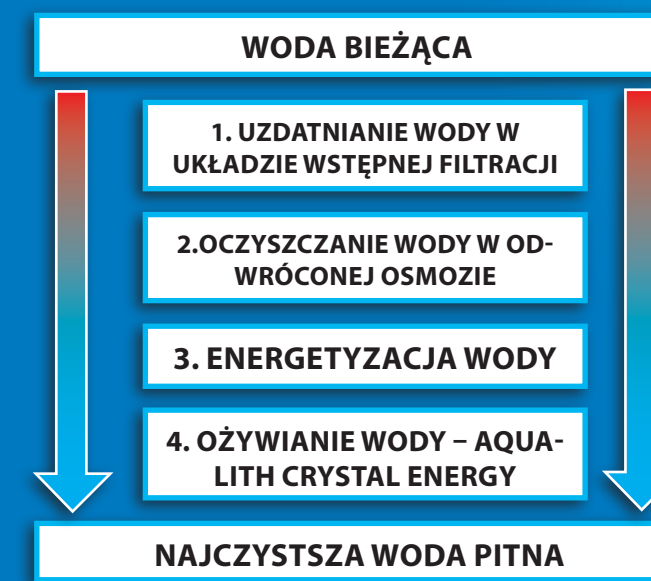 WODA BIEŻĄCA
1. UZDATNIANIE WODY W
UKŁADZIE WSTĘPNEJ FILTRACJI
2.OCZYSZCZANIE WODY W OD-
WRÓCONEJ OSMOZIE
3. ENERGETYZACJA WODY
4. OŻYWIANIE WODY – AQUA-
LITH CRYSTAL ENERGY
NAJCZYSTSZA WODA PITNA